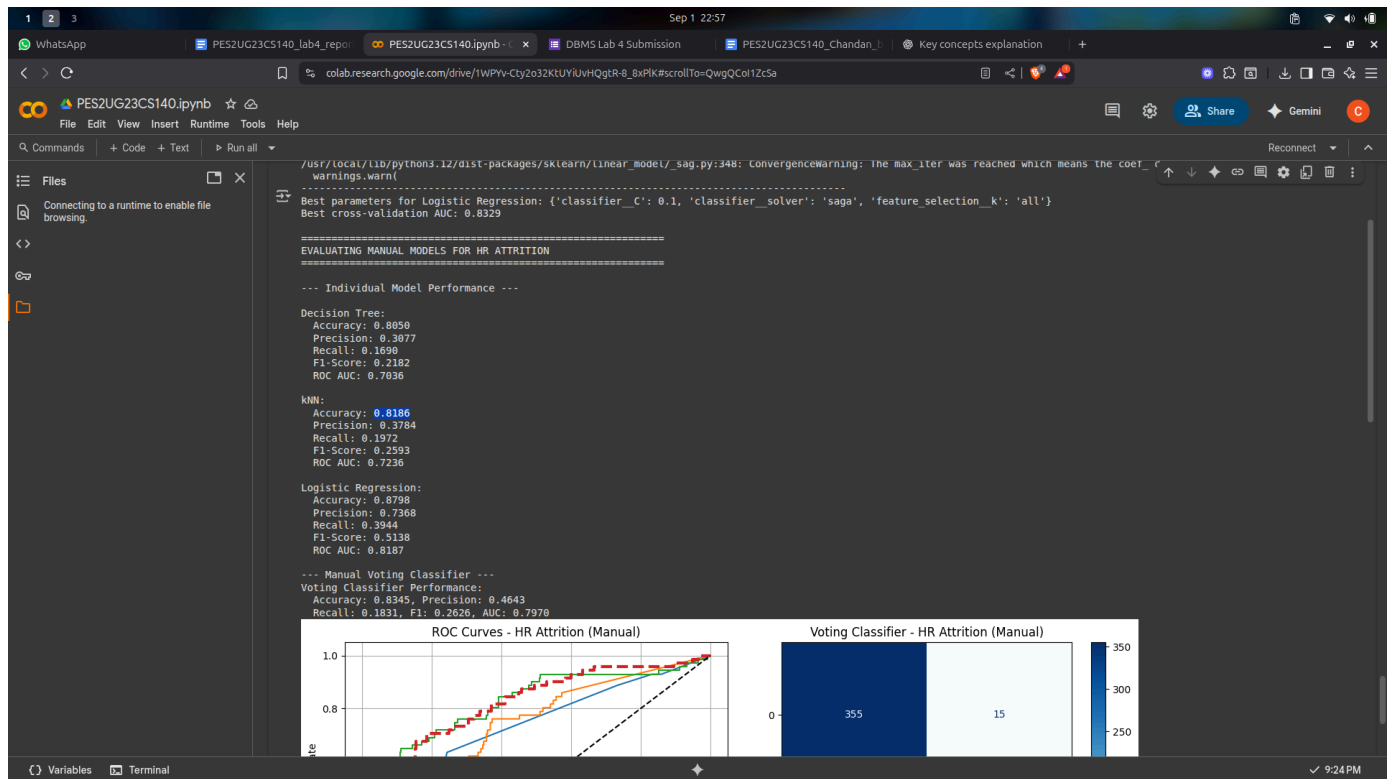 1 2 3 Sep 1 22:57
WhatsApp PES2UG23CS140_lab4_repor PES2UG23CS140.ipynb - C DBMS Lab 4 Submission PES2UG23CS140_Chandan_b Key concepts explanation
colab.research.google.com/drive/1WPYv-Cty2o32KtUYiUvHQgtR-8_8xPlK#scrollTo=QwgQCoI1ZcSa
PES2UG23CS140.ipynb
File Edit View Insert Runtime Tools Help
Share Gemini C
Commands + Code + Text Run all Reconnect
Files
Connecting to a runtime to enable file
browsing.
/usr/local/lib/python3.12/dist-packages/sklearn/linear_model/_sag.py:348: ConvergenceWarning: The max_iter was reached which means the coef_
warnings.warn(
------------------------------------------------------------------------------------------
Best parameters for Logistic Regression: {'classifier__C': 0.1, 'classifier__solver': 'saga', 'feature_selection__k': 'all'}
Best cross-validation AUC: 0.8329
============================================================
EVALUATING MANUAL MODELS FOR HR ATTRITION
============================================================
--- Individual Model Performance ---
Decision Tree:
Accuracy: 0.8050
Precision: 0.3077
Recall: 0.1690
F1-Score: 0.2182
ROC AUC: 0.7036
kNN:
Accuracy: 0.8186
Precision: 0.3784
Recall: 0.1972
F1-Score: 0.2593
ROC AUC: 0.7236
Logistic Regression:
Accuracy: 0.8798
Precision: 0.7368
Recall: 0.3944
F1-Score: 0.5138
ROC AUC: 0.8187
--- Manual Voting Classifier ---
Voting Classifier Performance:
Accuracy: 0.8345, Precision: 0.4643
Recall: 0.1831, F1: 0.2626, AUC: 0.7970
ROC Curves - HR Attrition (Manual)
1.0
0.8
Voting Classifier - HR Attrition (Manual)
0
355 15
350
300
250
Variables Terminal 9:24 PM